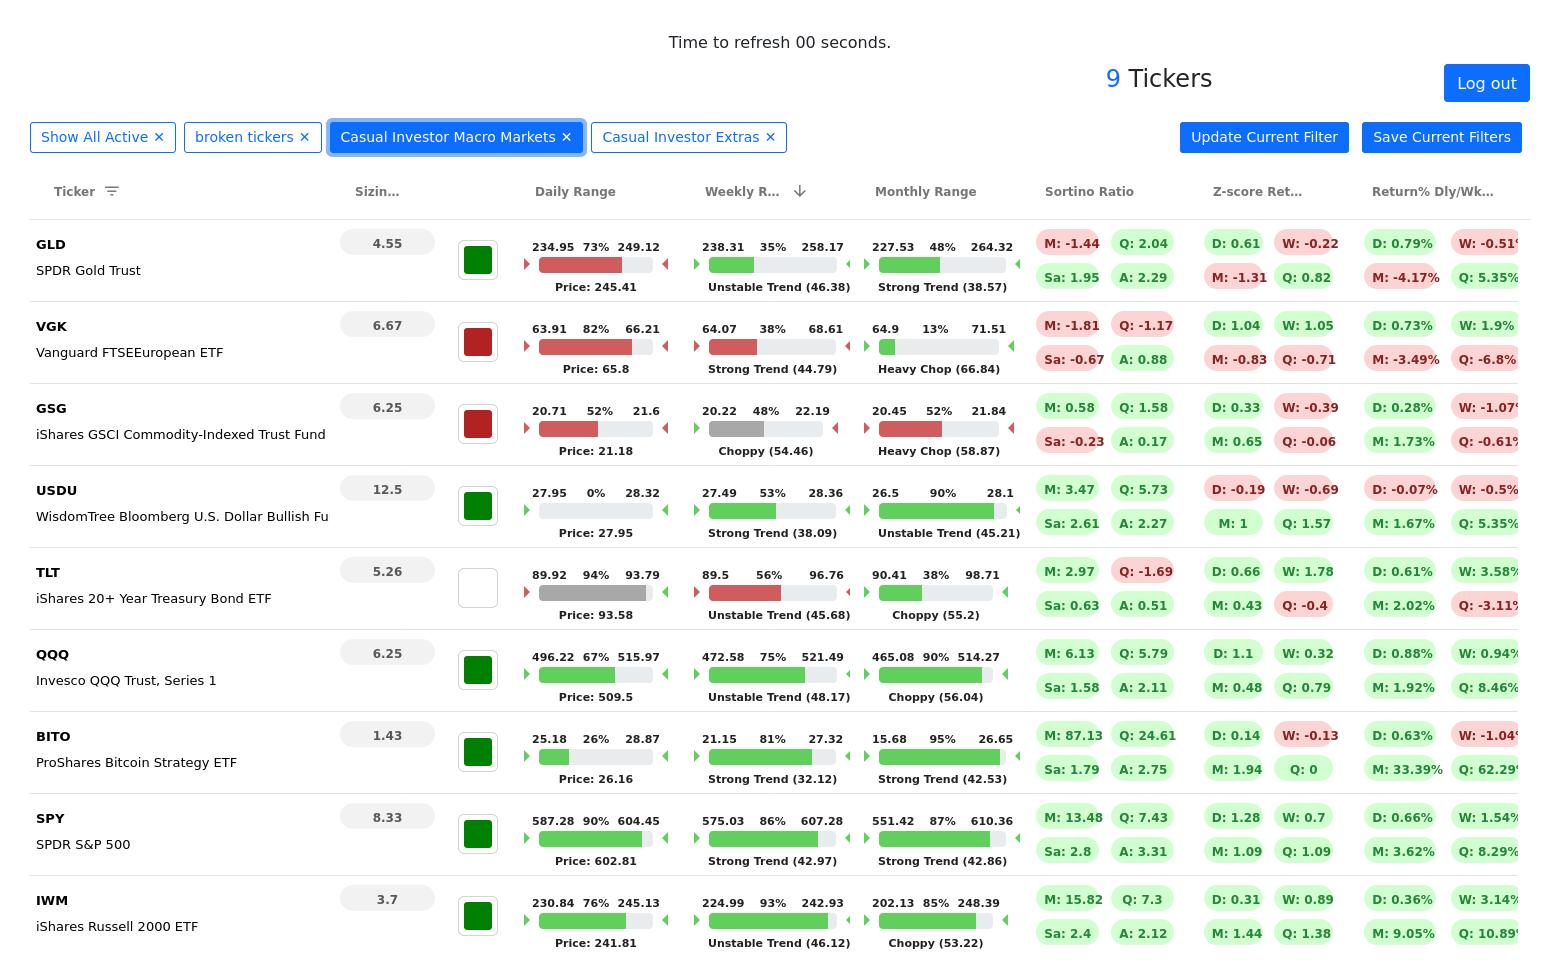 Time to refresh 00 seconds.
9 Tickers
Log out
Show All Active ✕ broken tickers ✕ Casual Investor Macro Markets ✕ Casual Investor Extras ✕ Update Current Filter Save Current Filters
Ticker Sizin… Daily Range Weekly R… Monthly Range Sortino Ratio Z-score Ret… Return% Dly/Wk…
GLD 4.55 234.95 73% 249.12 238.31 35% 258.17 227.53 48% 264.32 M: -1.44 Q: 2.04 D: 0.61 W: -0.22 D: 0.79% W: -0.51%
SPDR Gold Trust Sa: 1.95 A: 2.29 M: -1.31 Q: 0.82 M: -4.17% Q: 5.35%
Price: 245.41 Unstable Trend (46.38) Strong Trend (38.57)
VGK 6.67 63.91 82% 66.21 64.07 38% 68.61 64.9 13% 71.51 M: -1.81 Q: -1.17 D: 1.04 W: 1.05 D: 0.73% W: 1.9%
Vanguard FTSEEuropean ETF Sa: -0.67 A: 0.88 M: -0.83 Q: -0.71 M: -3.49% Q: -6.8%
Price: 65.8 Strong Trend (44.79) Heavy Chop (66.84)
GSG 6.25 20.71 52% 21.6 20.22 48% 22.19 20.45 52% 21.84 M: 0.58 Q: 1.58 D: 0.33 W: -0.39 D: 0.28% W: -1.07%
iShares GSCI Commodity-Indexed Trust Fund Sa: -0.23 A: 0.17 M: 0.65 Q: -0.06 M: 1.73% Q: -0.61%
Price: 21.18 Choppy (54.46) Heavy Chop (58.87)
USDU 12.5 27.95 0% 28.32 27.49 53% 28.36 26.5 90% 28.1 M: 3.47 Q: 5.73 D: -0.19 W: -0.69 D: -0.07% W: -0.5%
WisdomTree Bloomberg U.S. Dollar Bullish Fu Sa: 2.61 A: 2.27 M: 1 Q: 1.57 M: 1.67% Q: 5.35%
Price: 27.95 Strong Trend (38.09) Unstable Trend (45.21)
TLT 5.26 89.92 94% 93.79 89.5 56% 96.76 90.41 38% 98.71 M: 2.97 Q: -1.69 D: 0.66 W: 1.78 D: 0.61% W: 3.58%
iShares 20+ Year Treasury Bond ETF Sa: 0.63 A: 0.51 M: 0.43 Q: -0.4 M: 2.02% Q: -3.11%
Price: 93.58 Unstable Trend (45.68) Choppy (55.2)
QQQ 6.25 496.22 67% 515.97 472.58 75% 521.49 465.08 90% 514.27 M: 6.13 Q: 5.79 D: 1.1 W: 0.32 D: 0.88% W: 0.94%
Invesco QQQ Trust, Series 1 Sa: 1.58 A: 2.11 M: 0.48 Q: 0.79 M: 1.92% Q: 8.46%
Price: 509.5 Unstable Trend (48.17) Choppy (56.04)
BITO 1.43 25.18 26% 28.87 21.15 81% 27.32 15.68 95% 26.65 M: 87.13 Q: 24.61 D: 0.14 W: -0.13 D: 0.63% W: -1.04%
ProShares Bitcoin Strategy ETF Sa: 1.79 A: 2.75 M: 1.94 Q: 0 M: 33.39% Q: 62.29%
Price: 26.16 Strong Trend (32.12) Strong Trend (42.53)
SPY 8.33 587.28 90% 604.45 575.03 86% 607.28 551.42 87% 610.36 M: 13.48 Q: 7.43 D: 1.28 W: 0.7 D: 0.66% W: 1.54%
SPDR S&P 500 Sa: 2.8 A: 3.31 M: 1.09 Q: 1.09 M: 3.62% Q: 8.29%
Price: 602.81 Strong Trend (42.97) Strong Trend (42.86)
IWM 3.7 230.84 76% 245.13 224.99 93% 242.93 202.13 85% 248.39 M: 15.82 Q: 7.3 D: 0.31 W: 0.89 D: 0.36% W: 3.14%
iShares Russell 2000 ETF Sa: 2.4 A: 2.12 M: 1.44 Q: 1.38 M: 9.05% Q: 10.89%
Price: 241.81 Unstable Trend (46.12) Choppy (53.22)